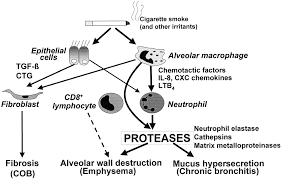 Cigarette smoke
(and other irritants)
Epithelial
cells
Alveolar macrophage
TGF-ß
CTG
Chemotactic factors
IL-8, CXC chemokines
LTB4
CD8+
lymphocyte
Fibroblast
Neutrophil
PROTEASES
Neutrophil elastase
Cathepsins
Matrix metalloproteinases
Fibrosis
(COB)
Alveolar wall destruction
(Emphysema)
Mucus hypersecretion
(Chronic bronchitis)